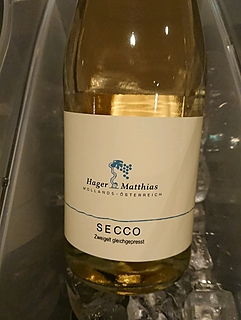 Hager Matthias
MOLLANDS-ÖSTERREICH
SECCO
Zweigelt gleichgepresst